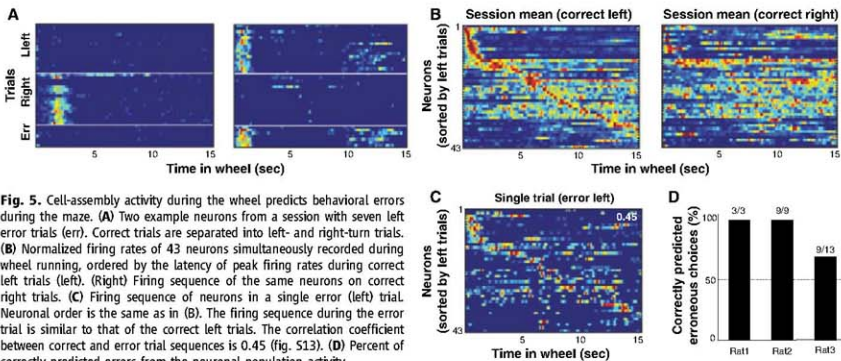 A
B
Session mean (correct left)
Session mean (correct right)
Trials
Lleft
Right
Err
5
10
15
5
10
15
Time in wheel (sec)
Neurons
(sorted by left trials)
1
43
5
10
15
5
10
15
Time in wheel (sec)
Fig. 5. Cell-assembly activity during the wheel predicts behavioral errors
during the maze. (A) Two example neurons from a session with seven left
error trials (err). Correct trials are separated into left- and right-turn trials.
(B) Normalized firing rates of 43 neurons simultaneously recorded during
wheel running, ordered by the latency of peak firing rates during correct
left trials (left). (Right) Firing sequence of the same neurons on correct
right trials. (C) Firing sequence of neurons in a single error (left) trial.
Neuronal order is the same as in (B). The firing sequence during the error
trial is similar to that of the correct left trials. The correlation coefficient
between correct and error trial sequences is 0.45 (fig. S13). (D) Percent of
correctly predicted errors from the neuronal population activity.
C
Single trial (error left)
0.45
Neurons
(sorted by left trials)
1
43
5
10
15
Time in wheel (sec)
D
Correctly predicted
erroneous choices (%)
100
50
0
3/3
9/9
9/13
Rat1
Rat2
Rat3